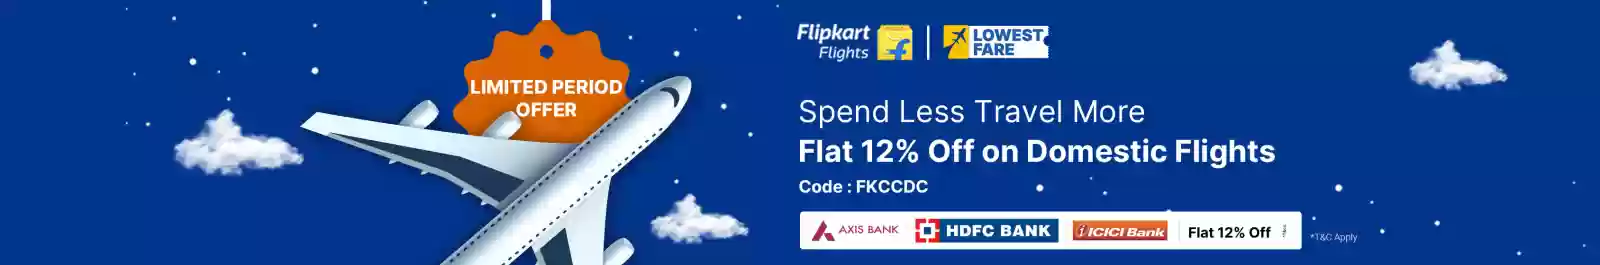 LIMITED PERIOD
OFFER
Flipkart
Flights
LOWEST
FARE
Spend Less Travel More
Flat 12% Off on Domestic Flights
Code : FKCCDC
AXIS BANK
HDFC BANK
ICICI Bank
Flat 12% Off
*T&C Apply